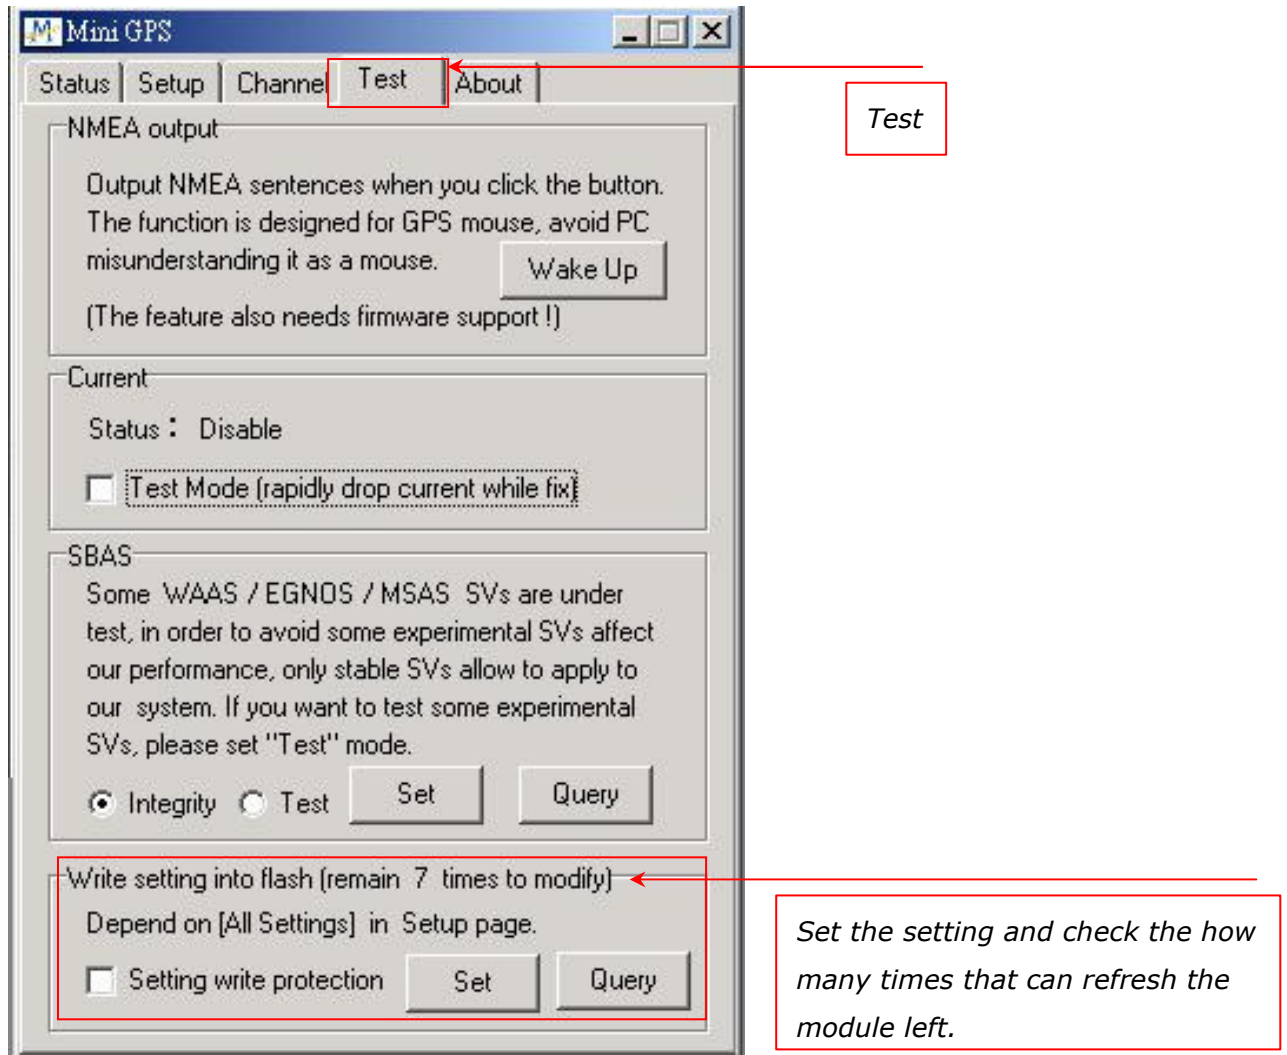 Mini GPS
Status Setup Channel Test About
Test
NMEA output
Output NMEA sentences when you click the button.
The function is designed for GPS mouse, avoid PC
misunderstanding it as a mouse.
Wake Up
(The feature also needs firmware support !)
Current
Status : Disable
Test Mode (rapidly drop current while fix)
SBAS
Some WAAS / EGNOS / MSAS SVs are under
test, in order to avoid some experimental SVs affect
our performance, only stable SVs allow to apply to
our system. If you want to test some experimental
SVs, please set "Test" mode.
Integrity Test Set Query
Write setting into flash (remain 7 times to modify)
Depend on [All Settings] in Setup page.
Setting write protection Set Query
Set the setting and check the how
many times that can refresh the
module left.